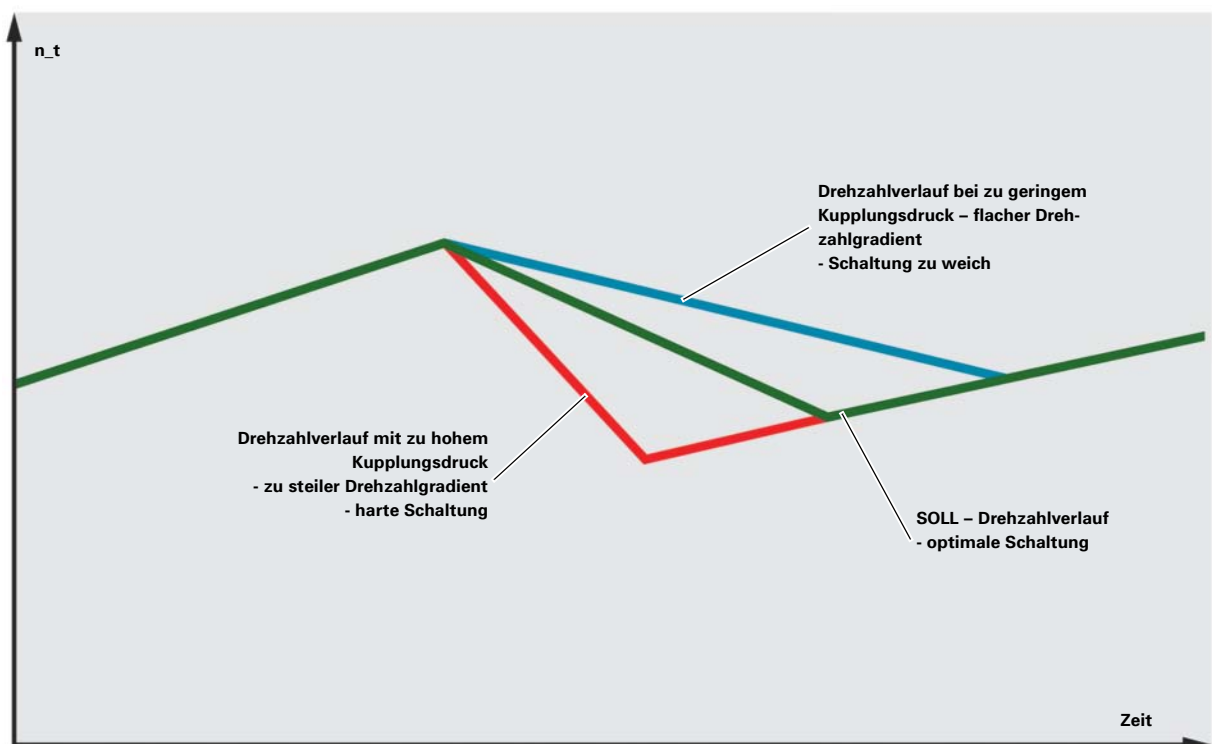 n_t
Drehzahlverlauf bei zu geringem
Kupplungsdruck – flacher Dreh-
zahlgradient
- Schaltung zu weich
Drehzahlverlauf mit zu hohem
Kupplungsdruck
- zu steiler Drehzahlgradient
- harte Schaltung
SOLL – Drehzahlverlauf
- optimale Schaltung
Zeit